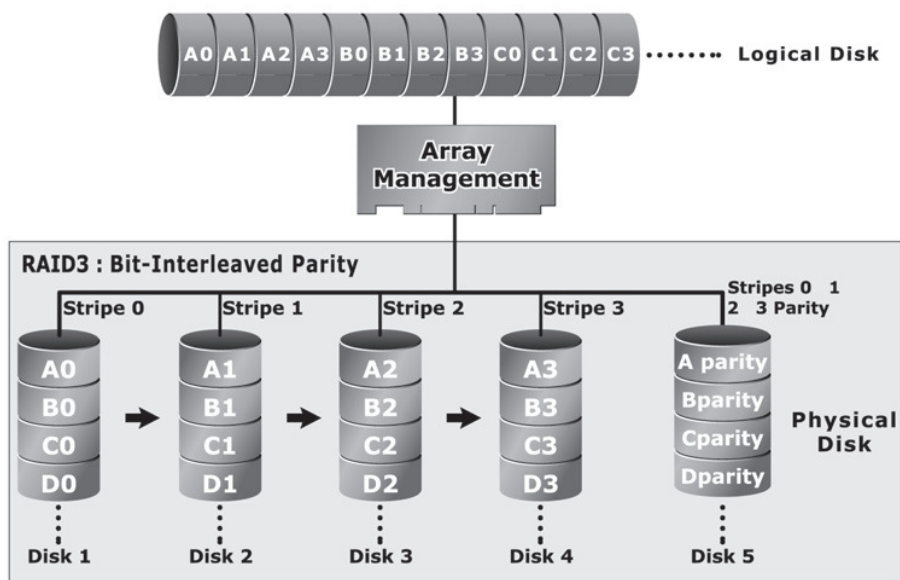 A0 A1 A2 A3 B0 B1 B2 B3 C0 C1 C2 C3 Logical Disk
Array
Management
RAID3 : Bit-Interleaved Parity
Stripe 0 Stripe 1 Stripe 2 Stripe 3 Stripes 0 1
2 3 Parity
A0 A1 A2 A3 A parity
B0 B1 B2 B3 Bparity
C0 C1 C2 C3 Cparity
D0 D1 D2 D3 Dparity
Physical
Disk
Disk 1 Disk 2 Disk 3 Disk 4 Disk 5